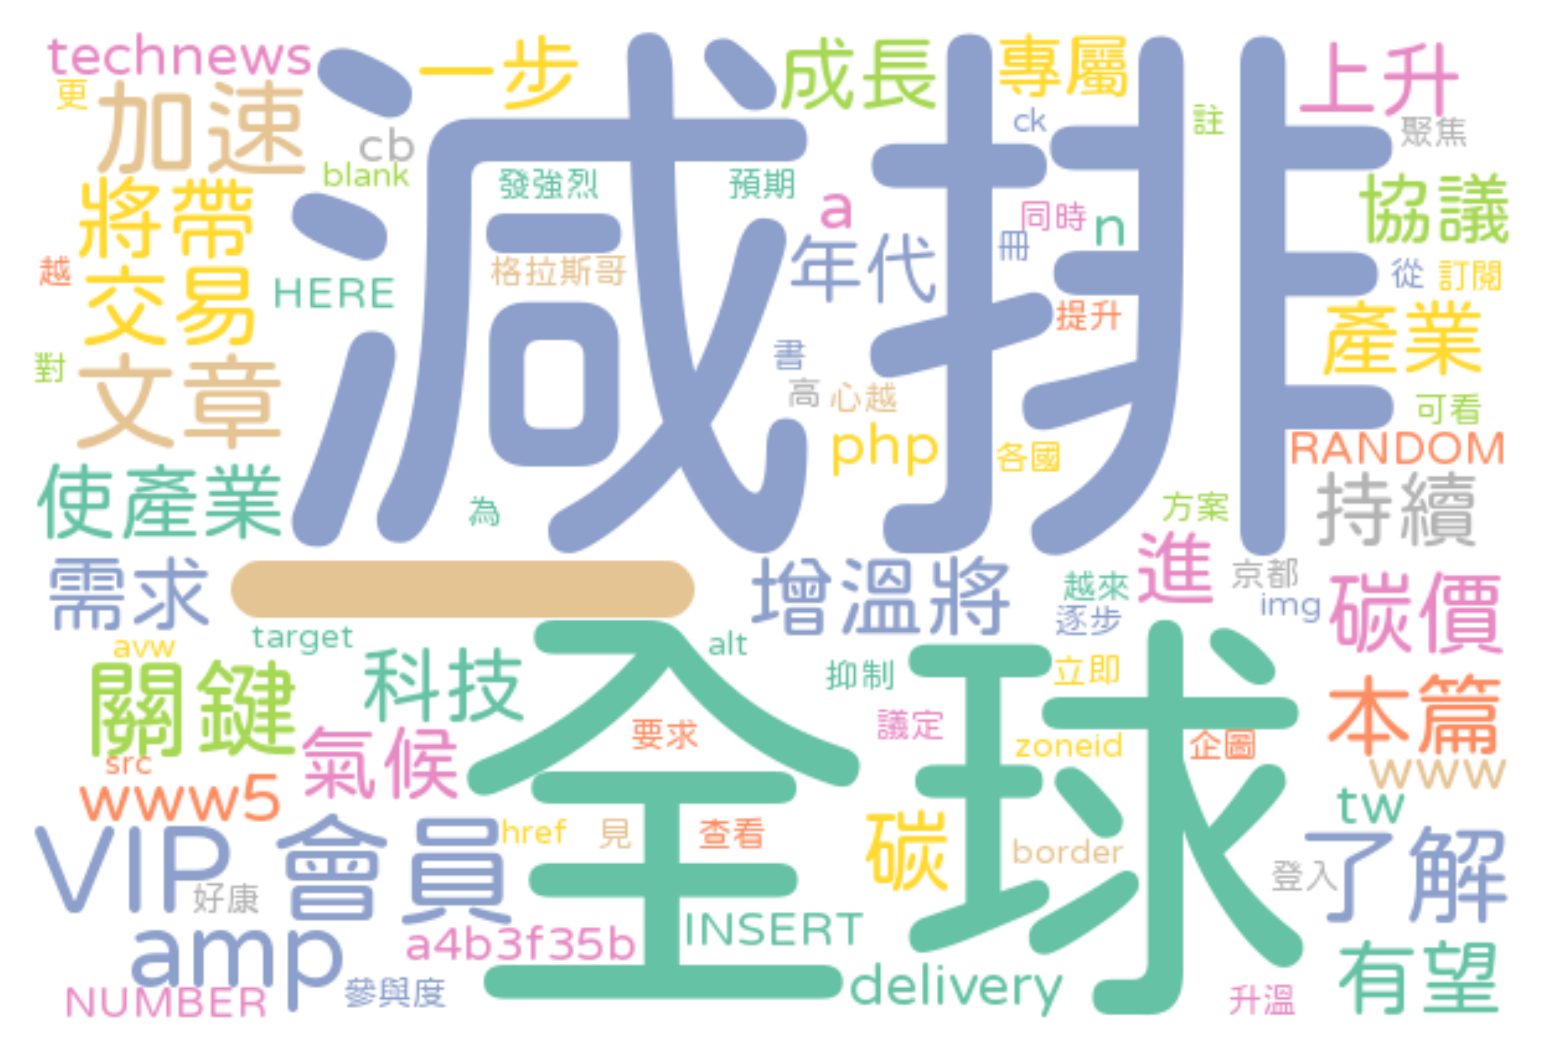 technews
一步
成長
專屬
上升
更
加速
cb
ck
註
聚焦
減排
blank
發強烈
預期
a
同時
n
協議
將帶
年代
冊
越
格拉斯哥
從
訂閱
交易
HERE
提升
產業
對
書
文章
高
心越
可看
php
各國
RANDOM
使產業
為
方案
持續
需求
一
增溫將
越來
進
京都
img
碳價
逐步
avw
target
alt
關鍵
科技
抑制
立即
全球
本篇
src
氣候
要求
議定
zoneid
企圖
www
www5
tw
VIP
會員
href
見
查看
碳
border
了解
好康
登入
amp
a4b3f35b
INSERT
有望
NUMBER
參與度
delivery
升溫